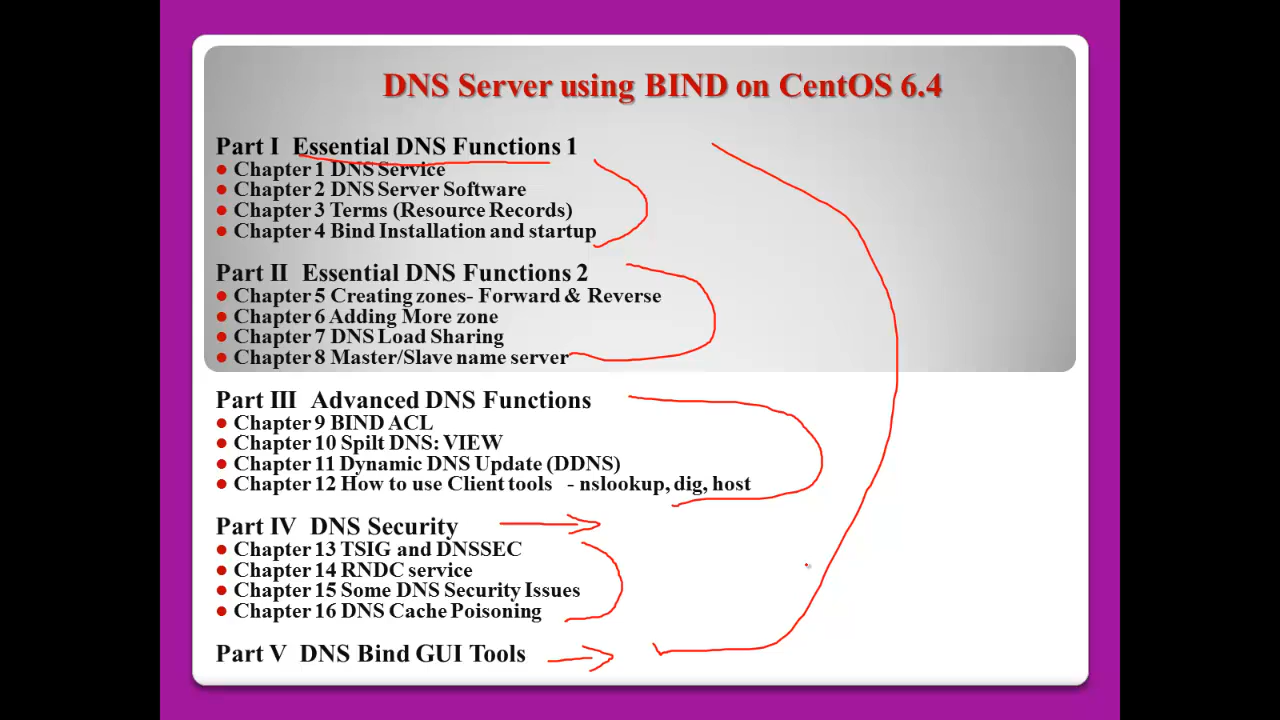 DNS Server using BIND on CentOS 6.4
Part I Essential DNS Functions 1
Chapter 1 DNS Service
Chapter 2 DNS Server Software
Chapter 3 Terms (Resource Records)
Chapter 4 Bind Installation and startup
Part II Essential DNS Functions 2
Chapter 5 Creating zones- Forward & Reverse
Chapter 6 Adding More zone
Chapter 7 DNS Load Sharing
Chapter 8 Master/Slave name server
Part III Advanced DNS Functions
Chapter 9 BIND ACL
Chapter 10 Spilt DNS: VIEW
Chapter 11 Dynamic DNS Update (DDNS)
Chapter 12 How to use Client tools - nslookup, dig, host
Part IV DNS Security
Chapter 13 TSIG and DNSSEC
Chapter 14 RNDC service
Chapter 15 Some DNS Security Issues
Chapter 16 DNS Cache Poisoning
Part V DNS Bind GUI Tools